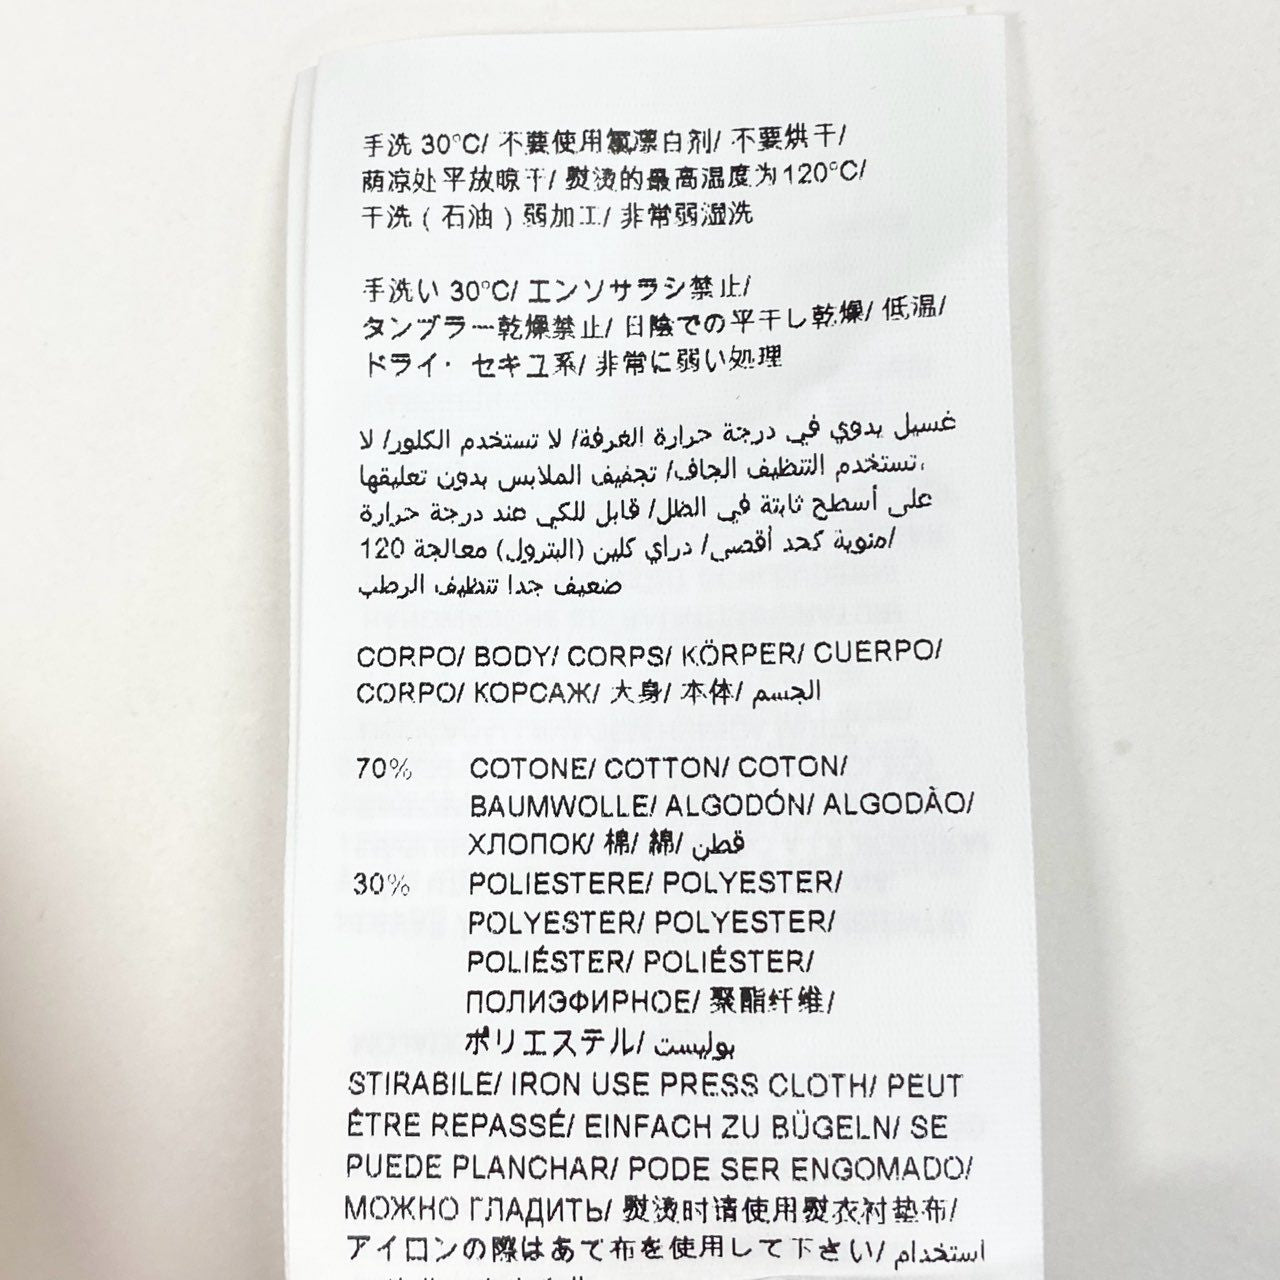 手洗 30°C/ 不要使用氯漂白剂/ 不要烘干/
荫凉处平放晾干/ 熨烫的最高温度为120°C/
干洗 ( 石油 ) 弱加工/ 非常弱湿洗
手洗い 30°C/ エンソサラシ禁止/
タンブラー乾燥禁止/ 日陰での平干し乾燥/ 低温/
ドライ・ セキユ系/ 非常に弱い処理
غسيل يدوي في درجة حرارة الغرفة/ لا تستخدم الكلور/ لا
تستخدم التنظيف الجاف/ تجفيف الملابس بدون تعليقها،
على أسطح ثابتة في الظل/ قابل للكي عند درجة حرارة
120 منوية كحد أقصى/ دراي كلين (البترول) معالجة/
ضعيف جدا تنظيف الرطب
CORPO/ BODY/ CORPS/ KÖRPER/ CUERPO/
CORPO/ КОРСАЖ/ 大身/ 本体/ الجسم
70% COTONE/ COTTON/ COTON/
BAUMWOLLE/ ALGODÓN/ ALGODÀO/
ХЛОПОК/ 棉/ 綿/ قطن
30% POLIESTERE/ POLYESTER/
POLYESTER/ POLYESTER/
POLIÉSTER/ POLIÉSTER/
ПОЛИЭФИРНОЕ/ 聚酯纤维/
ポリエステル/ بوليست
STIRABILE/ IRON USE PRESS CLOTH/ PEUT
ÊTRE REPASSÉ/ EINFACH ZU BÜGELN/ SE
PUEDE PLANCHAR/ PODE SER ENGOMADO/
МОЖНО ГЛАДИТЬ/ 熨烫时请使用熨衣衬垫布/
アイロンの際はあて布を使用して下さい/ استخدام